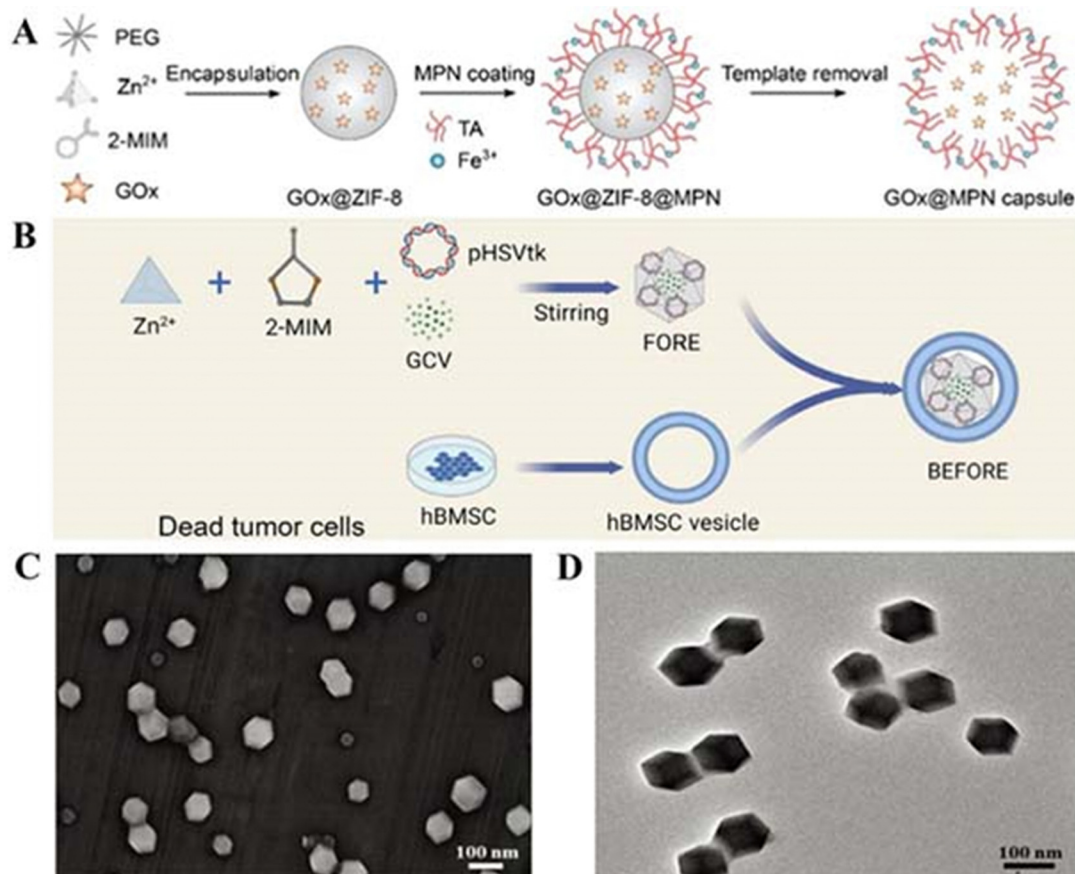 A
PEG
Zn2+
2-MIM
GOx
Encapsulation
GOx@ZIF-8
MPN coating
TA
Fe3+
GOx@ZIF-8@MPN
Template removal
GOx@MPN capsule
B
Zn2+
+
2-MIM
+
pHSVtk
GCV
Stirring
FORE
hBMSC
hBMSC vesicle
BEFORE
Dead tumor cells
C
100 nm
D
100 nm